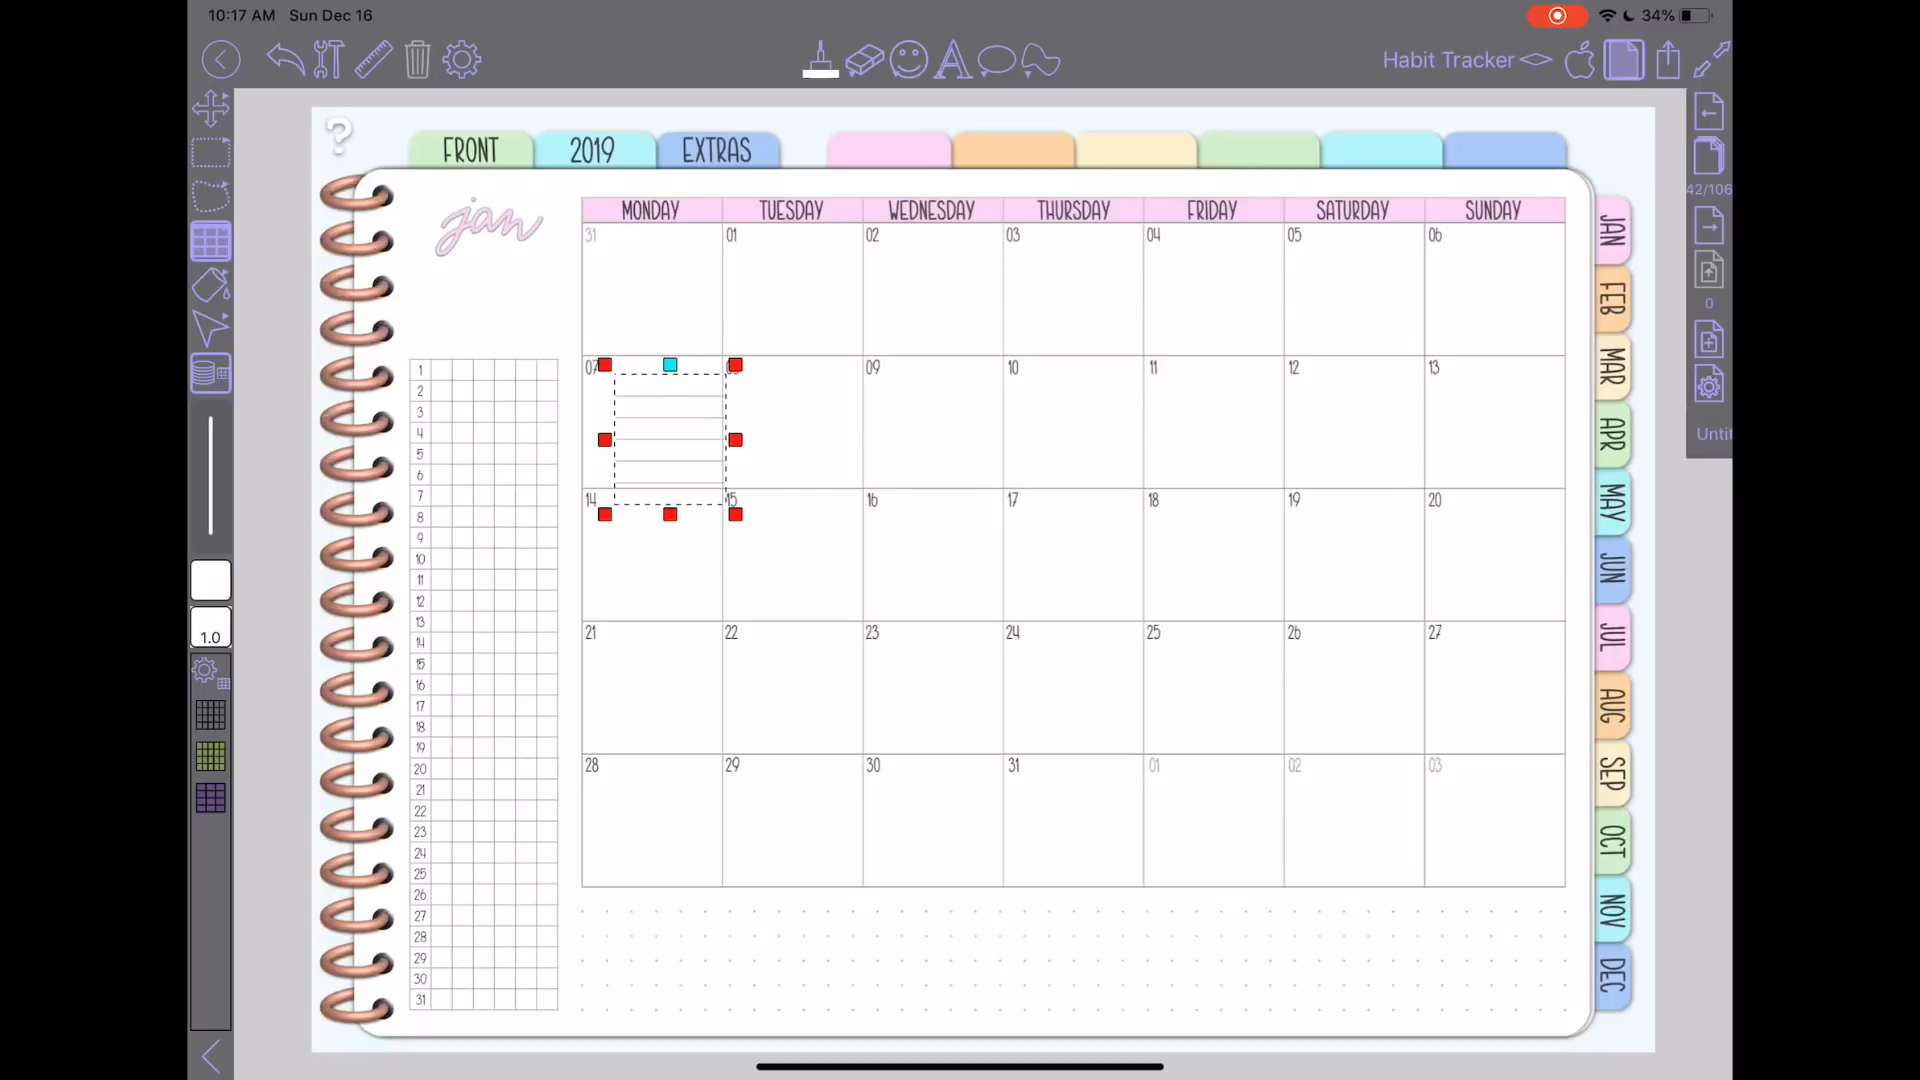 10:17 AM Sun Dec 16
34%
Habit Tracker
42/106
0
1.0
FRONT 2019 EXTRAS
jan
MONDAY TUESDAY WEDNESDAY THURSDAY FRIDAY SATURDAY SUNDAY
31 01 02 03 04 05 06
07 09 10 11 12 13
14 15 16 17 18 19 20
21 22 23 24 25 26 27
28 29 30 31 01 02 03
1
2
3
4
5
6
7
8
9
10
11
12
13
14
15
16
17
18
19
20
21
22
23
24
25
26
27
28
29
30
31
JAN
FEB
MAR
APR
MAY
JUN
JUL
AUG
SEP
OCT
NOV
DEC